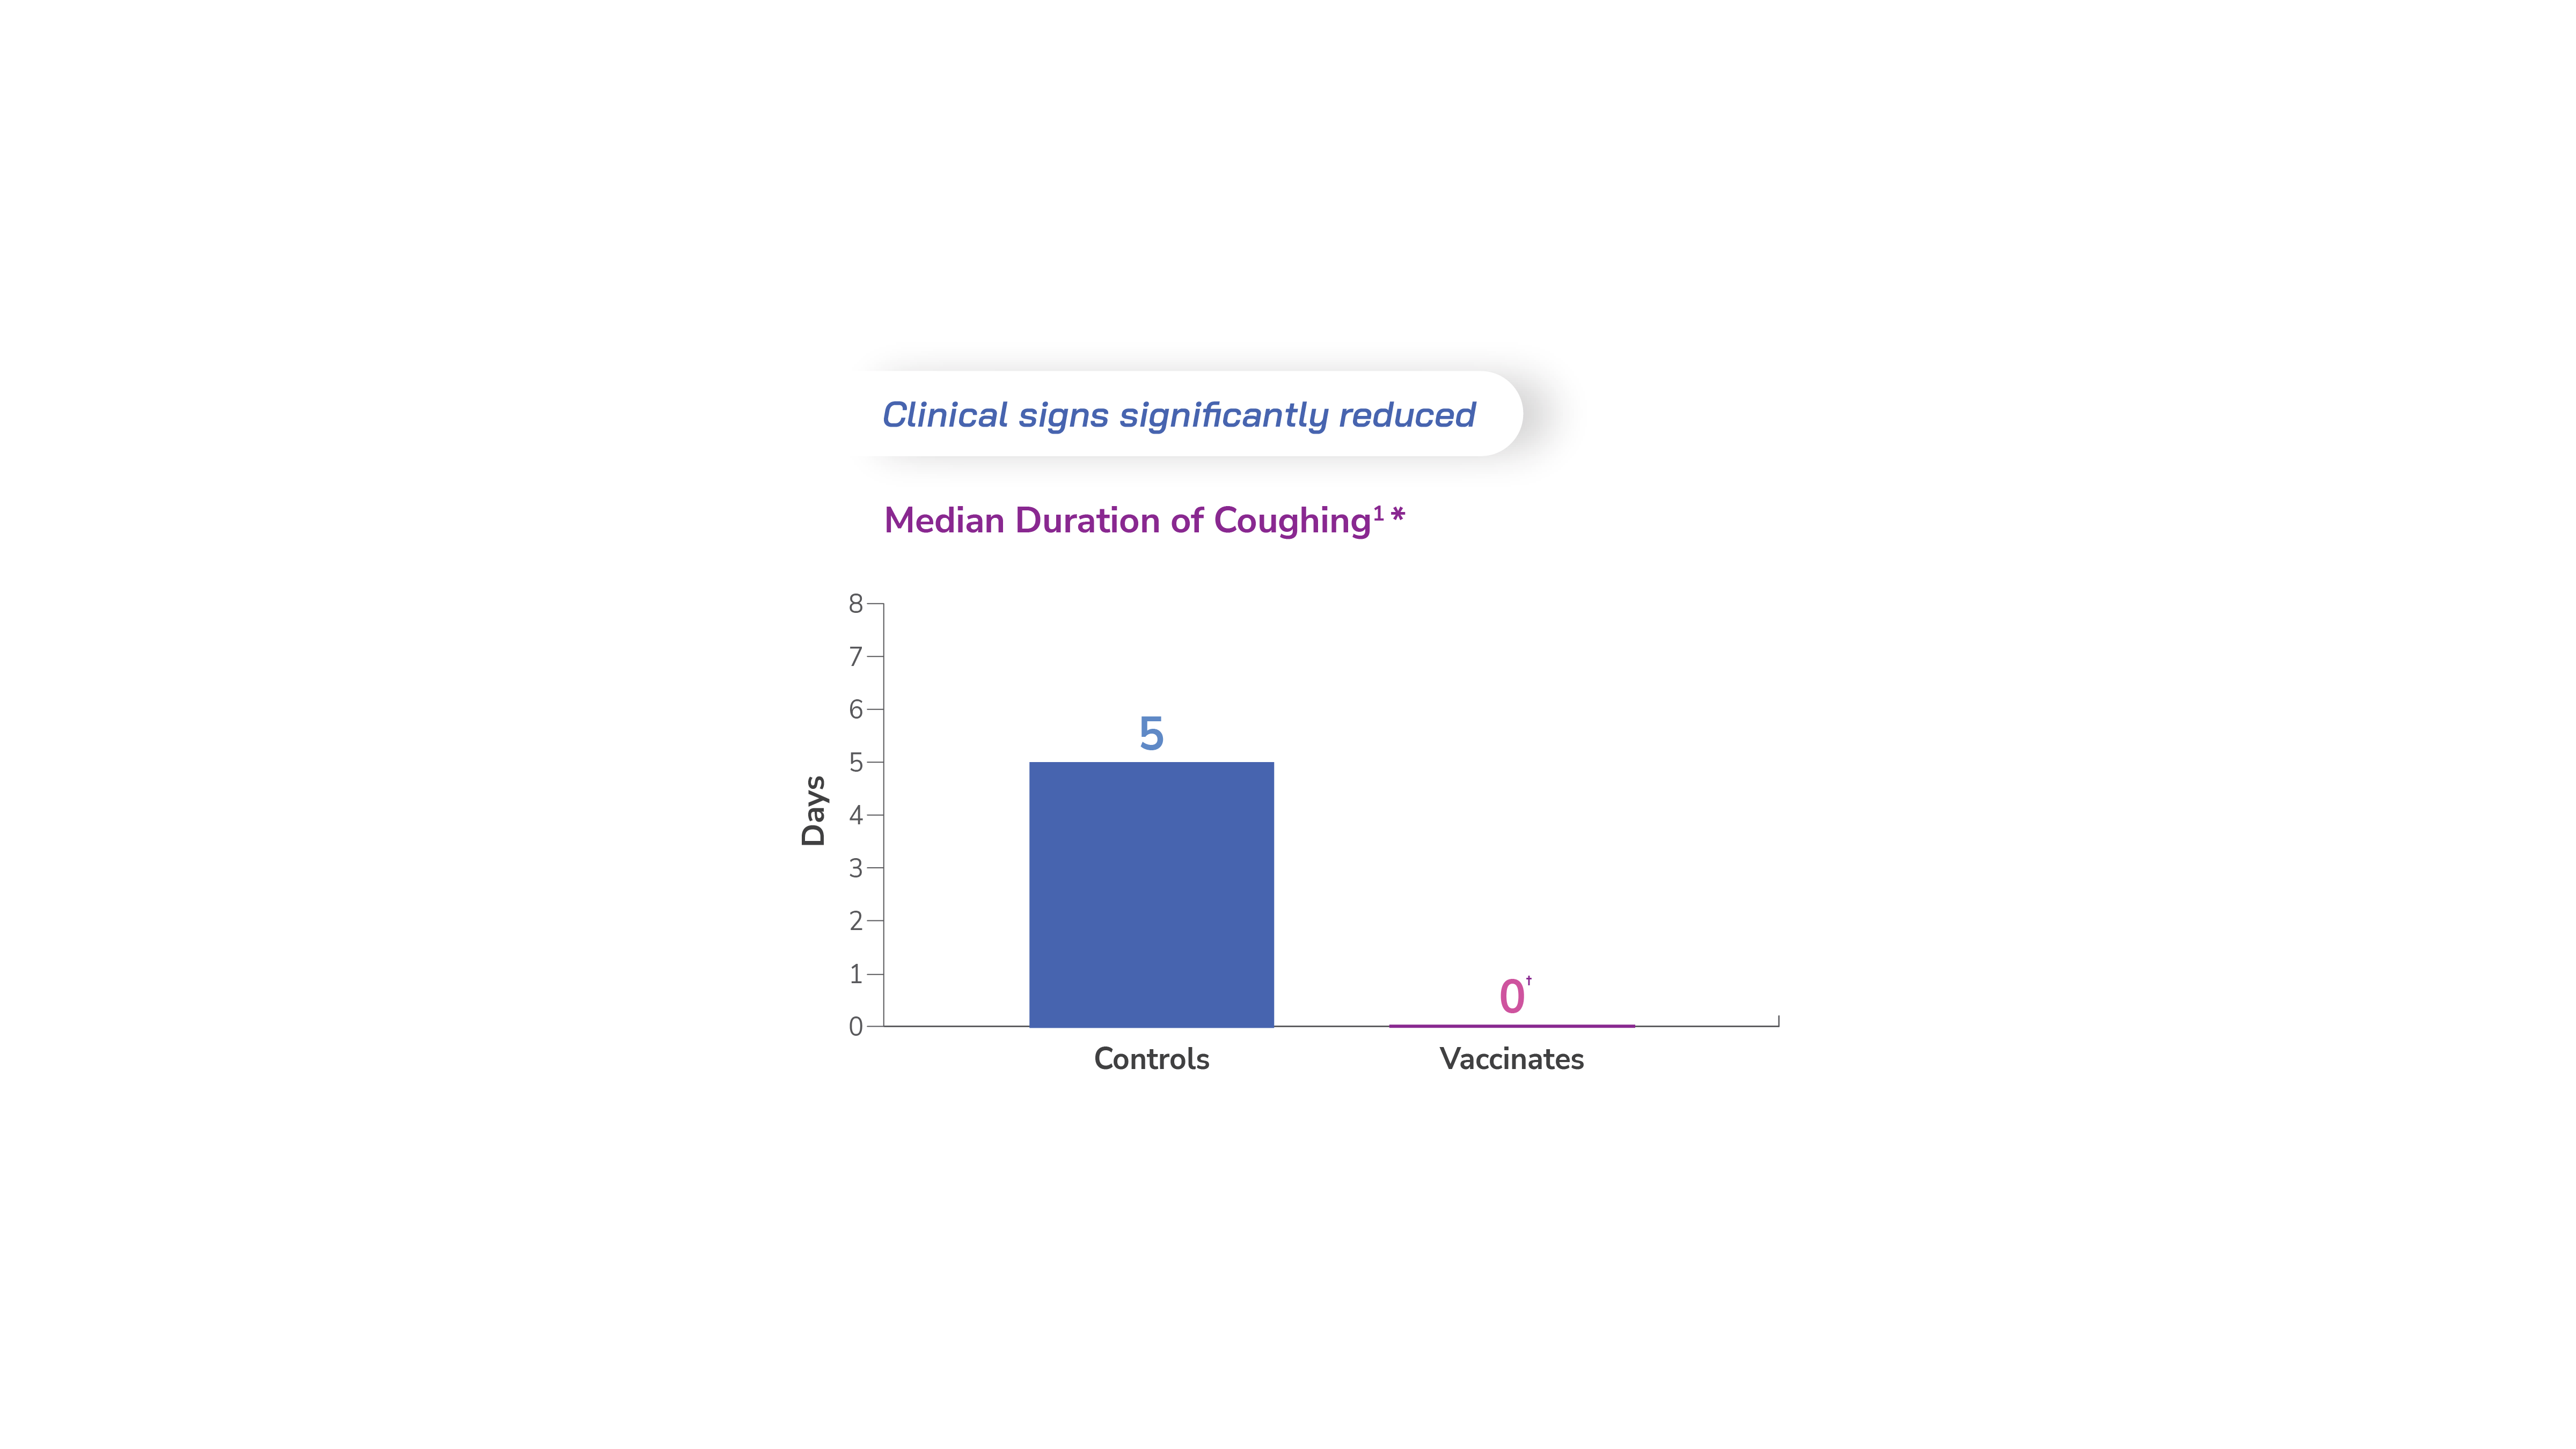 Clinical signs significantly reduced
Median Duration of Coughing¹ *
8
7
6
5
4
3
2
1
0
Days
5
0†
Controls
Vaccinates